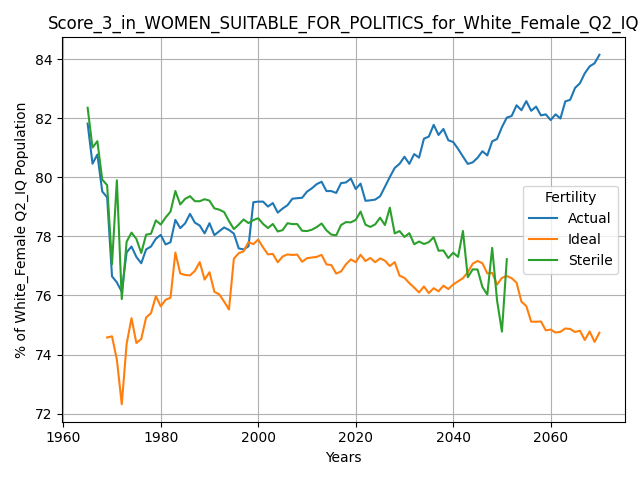 Score_3_in_WOMEN_SUITABLE_FOR_POLITICS_for_White_Female_Q2_IQ
% of White_Female Q2_IQ Population
84
82
80
78
76
74
72
Fertility
Actual
Ideal
Sterile
1960 1980 2000 2020 2040 2060
Years